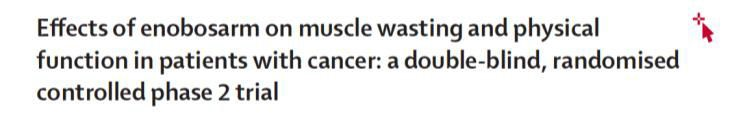 Effects of enobosarm on muscle wasting and physical
function in patients with cancer: a double-blind, randomised
controlled phase 2 trial